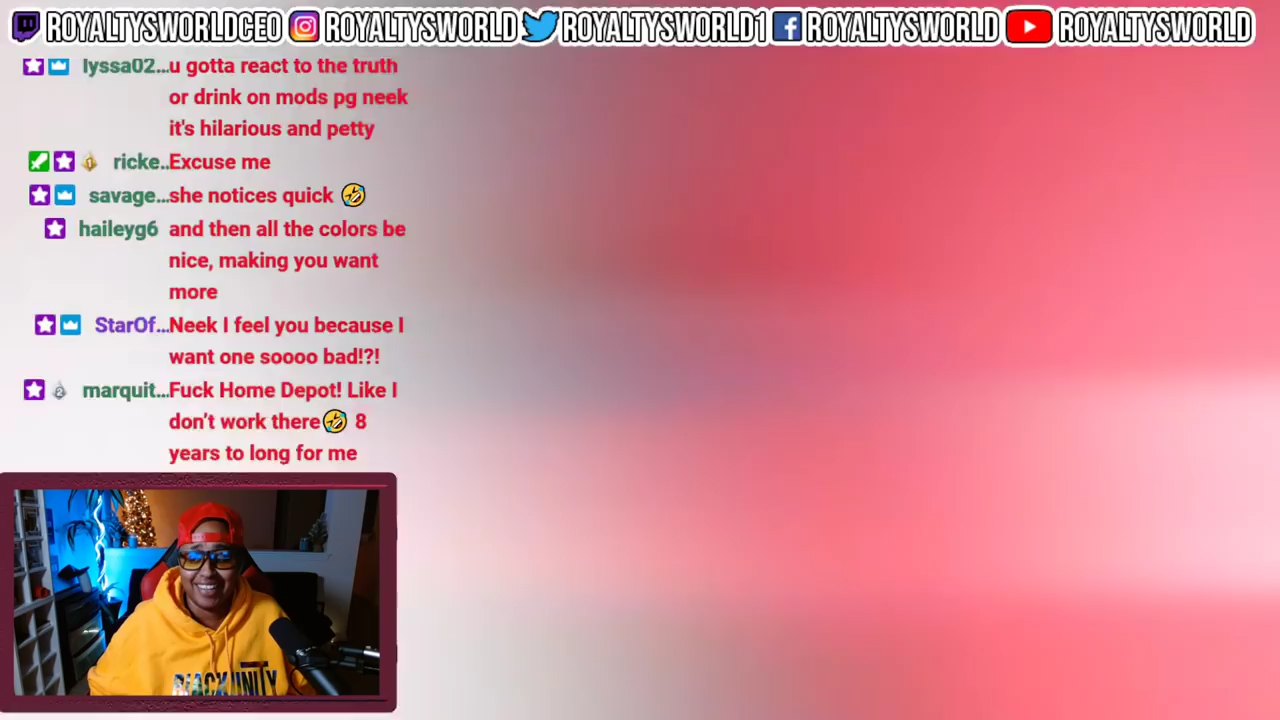 ROYALTYSWORLDCEO ROYALTYSWORLD ROYALTYSWORLD1 ROYALTYSWORLD ROYALTYSWORLD
lyssa02... u gotta react to the truth
or drink on mods pg neek
it's hilarious and petty
ricke.. Excuse me
savage... she notices quick 🤣
haileyg6 and then all the colors be
nice, making you want
more
StarOf... Neek I feel you because I
want one soooo bad!?!
marquit... Fuck Home Depot! Like I
don’t work there🤣 8
years to long for me
BLACK UNITY